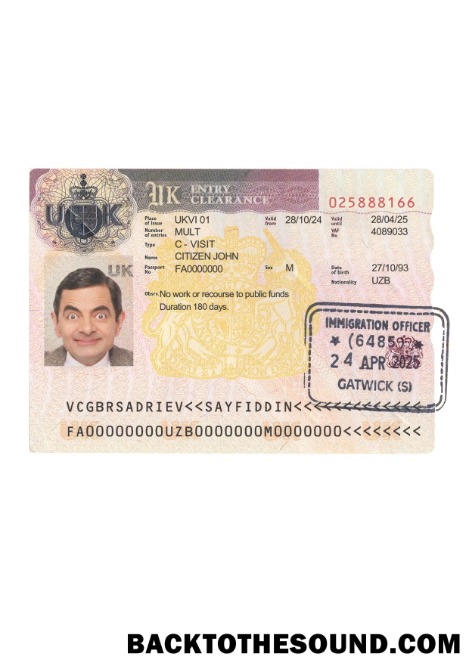 UK ENTRY CLEARANCE
025888166
Place of Issue UKVI 01 Valid from 28/10/24 Valid until 28/04/25
Number of entries MULT VAF No 4089033
Type C - VISIT
Name CITIZEN JOHN
Passport No FA0000000 Sex M Date of birth 27/10/93
Nationality UZB
UK
UK
Obsrv. No work or recourse to public funds
Duration 180 days.
IMMIGRATION OFFICER
★ (6485) ★
24 APR 2025
GATWICK (S)
VCGBRSADRIEV<<SAYFIDDIN<<<<<<<<<<<<<
FA00000000UZB0000000M0000000<<<<<<<<
BACKTOTHESOUND.COM